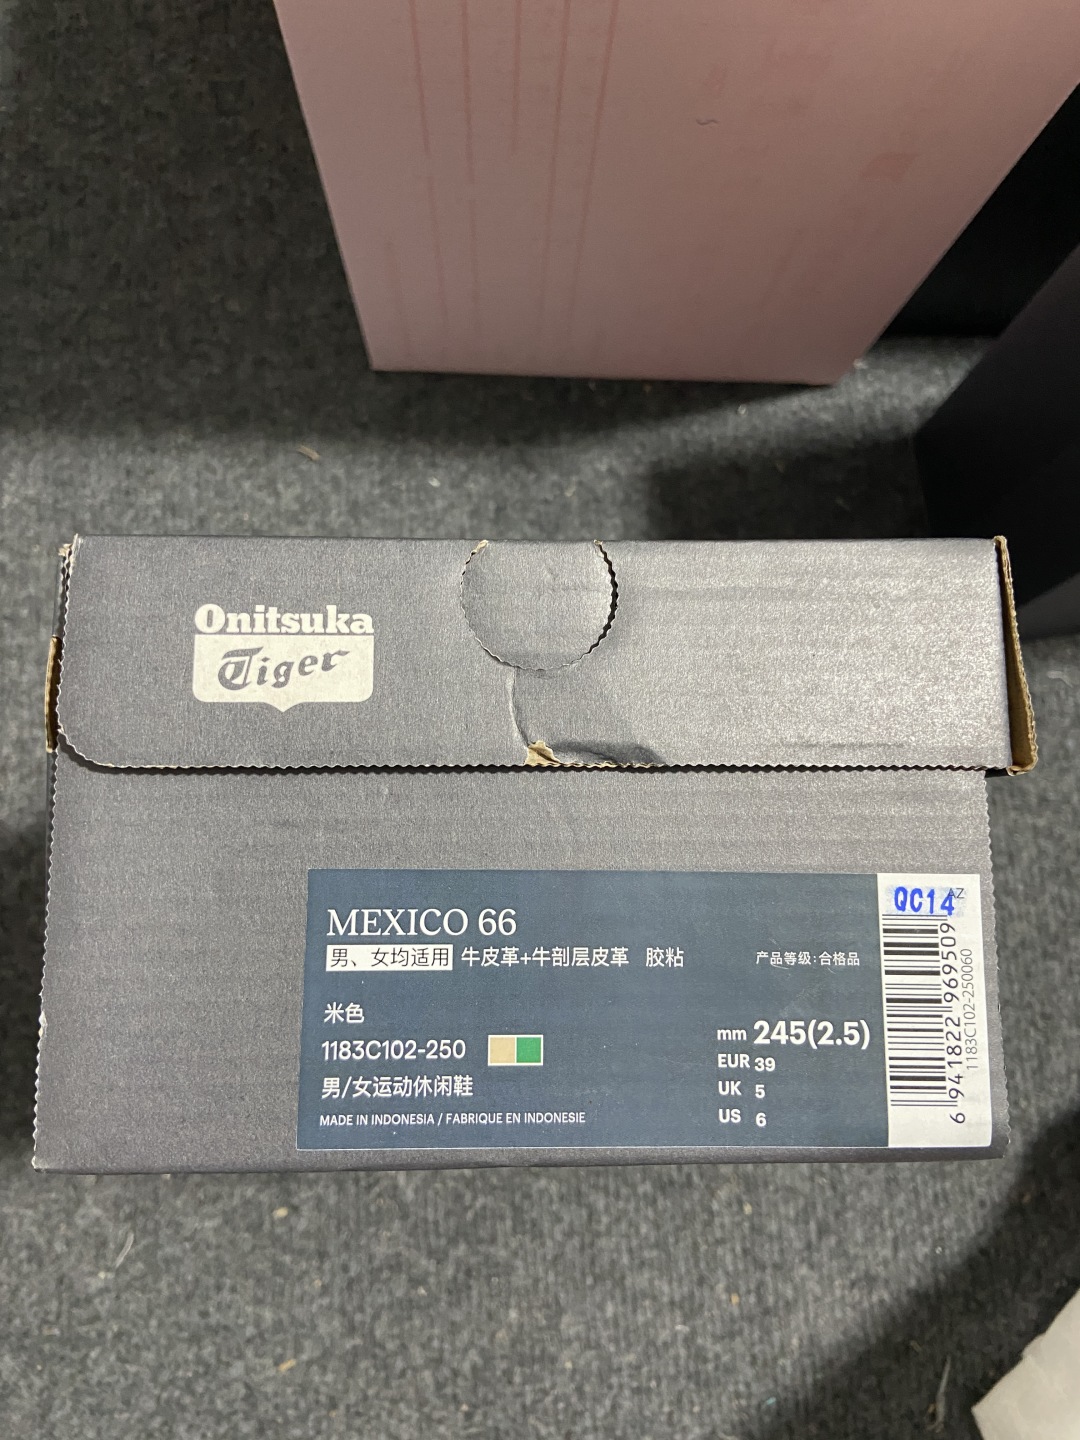 Onitsuka
Tiger
MEXICO 66
男、女均适用 牛皮革+牛剖层皮革 胶粘
产品等级:合格品
米色
1183C102-250
男/女运动休闲鞋
MADE IN INDONESIA / FABRIQUE EN INDONESIE
mm 245(2.5)
EUR 39
UK 5
US 6
QC14
AZ
6 941822 969509
1183C102-250060